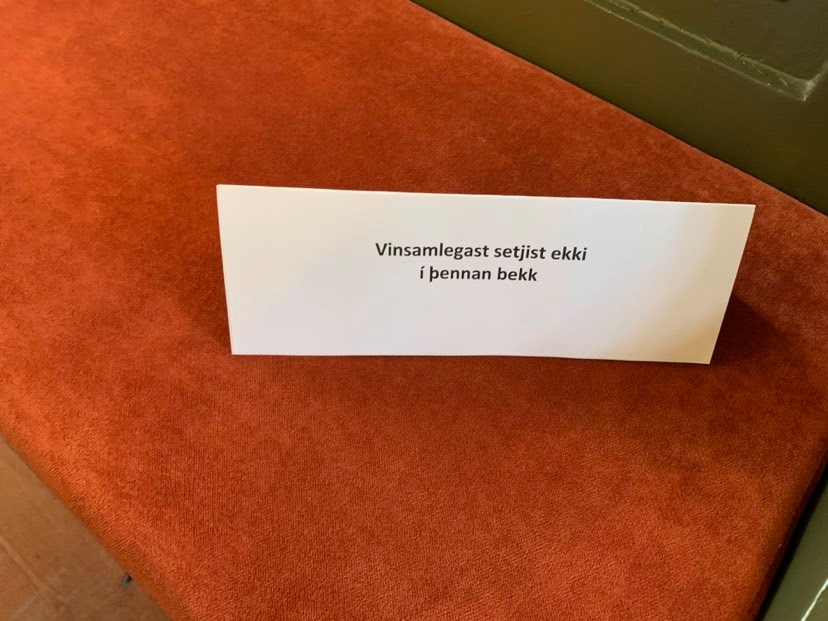 Vinsamlegast setjist ekki
í þennan bekk